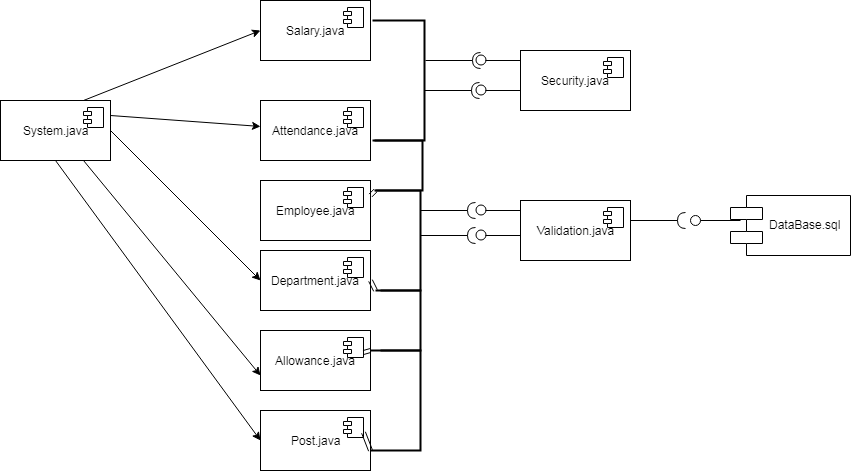 Salary.java
Security.java
System.java
Attendance.java
Employee.java
Validation.java
DataBase.sql
Department.java
Allowance.java
Post.java